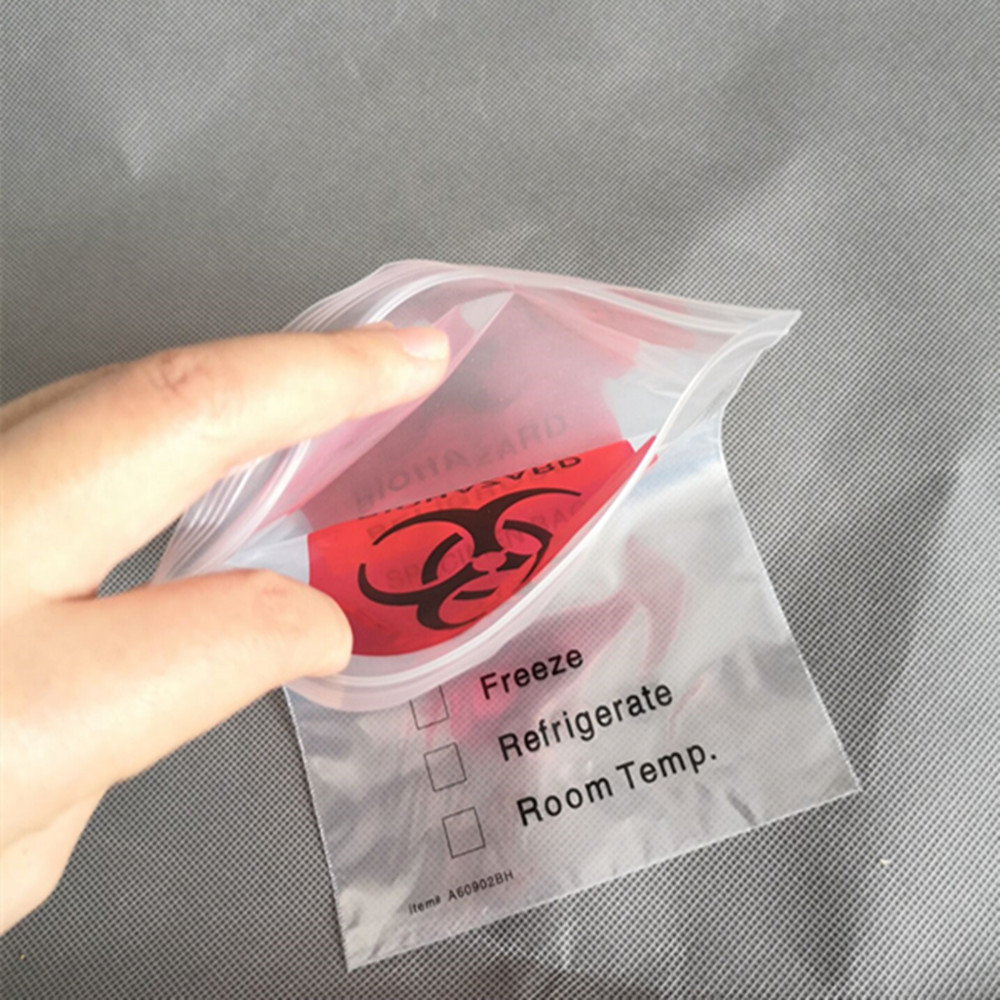 BIOHAZARD
Freeze
Refrigerate
Room Temp.
Item# A60902BH